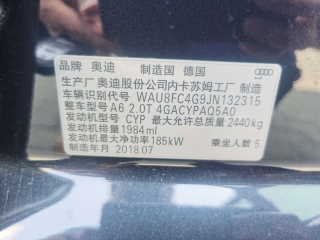 品牌 奥迪 制造国 德国
生产厂 奥迪股份公司内卡苏姆工厂 制造
车辆识别代号 WAU8FC4G9JN132315
整车型号 A6 2.0T 4GACYPAQ5A0
发动机型号 CYP 最大允许总质量 2440kg
发动机排量 1984ml
发动机最大净功率 185kW 乘坐人数 5
制造年月 2018.07